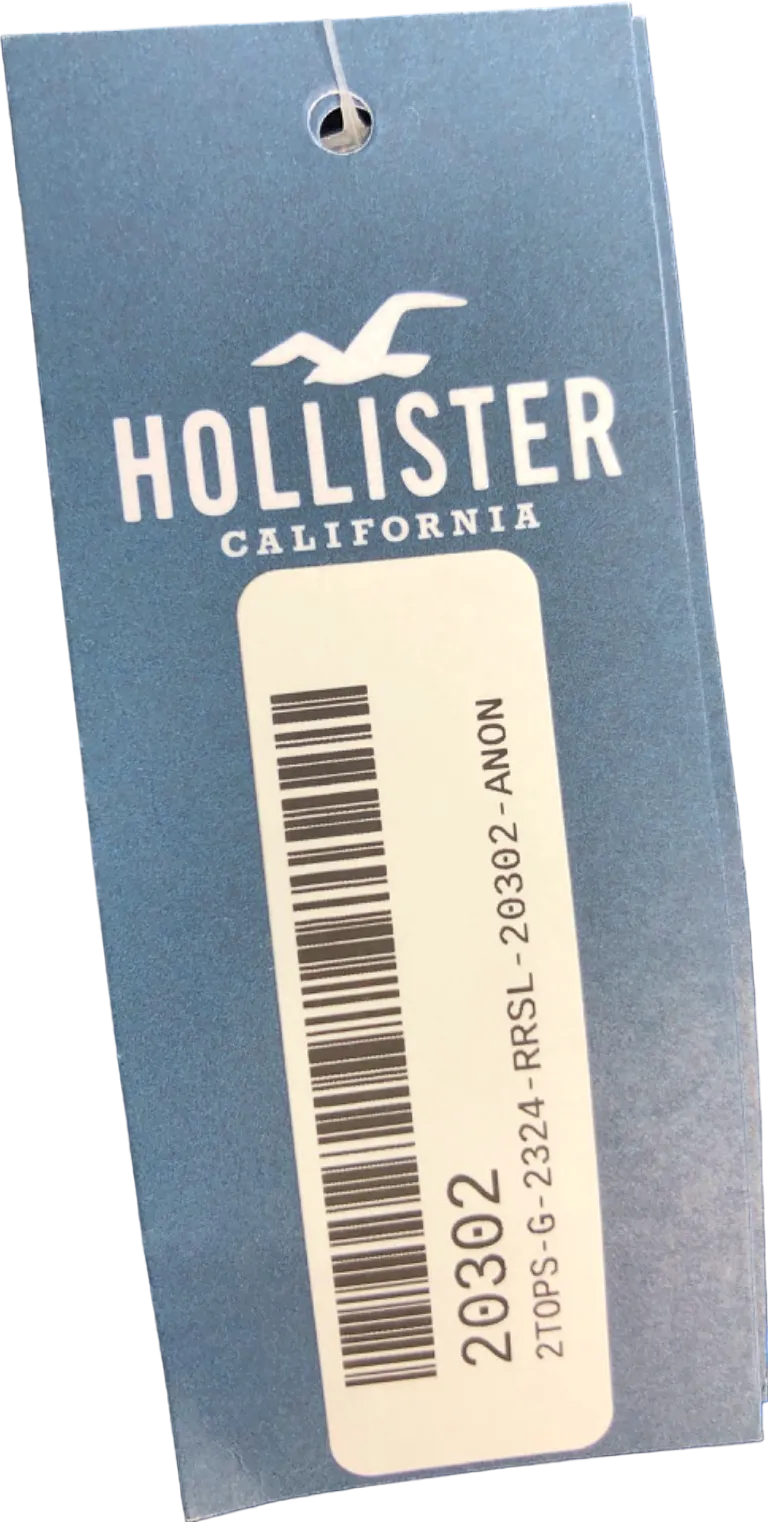 HOLLISTER
CALIFORNIA
20302
2TOPS-G-2324-RRSL-20302-ANON